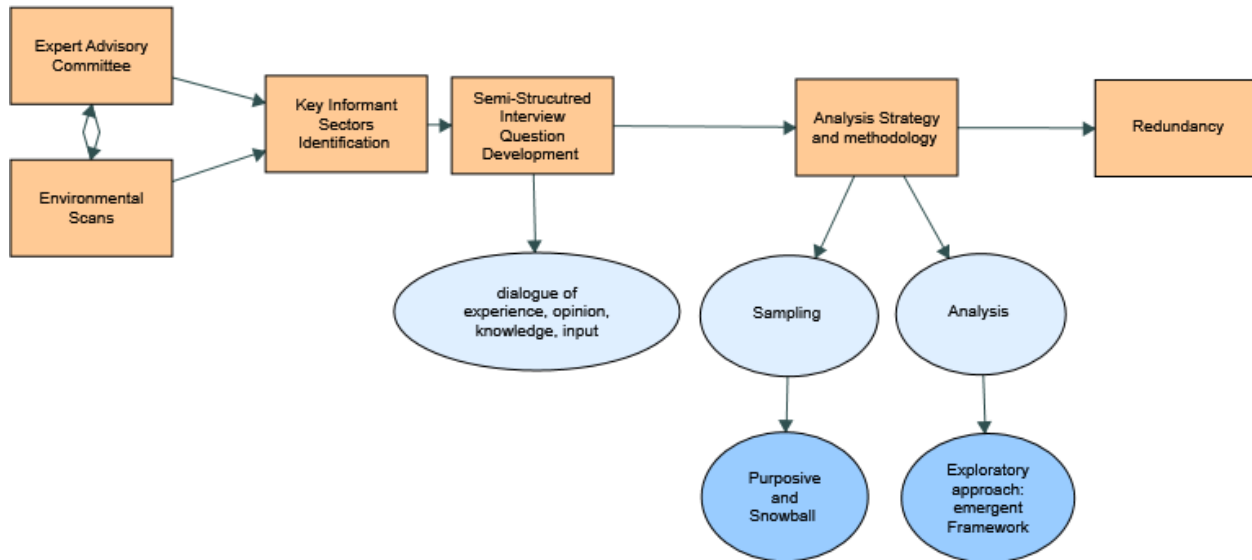 Expert Advisory
Committee
Environmental
Scans
Key Informant
Sectors
Identification
Semi-Strucutred
Interview
Question
Development
Analysis Strategy
and methodology
Redundancy
dialogue of
experience, opinion,
knowledge, input
Sampling
Analysis
Purposive
and
Snowball
Exploratory
approach:
emergent
Framework